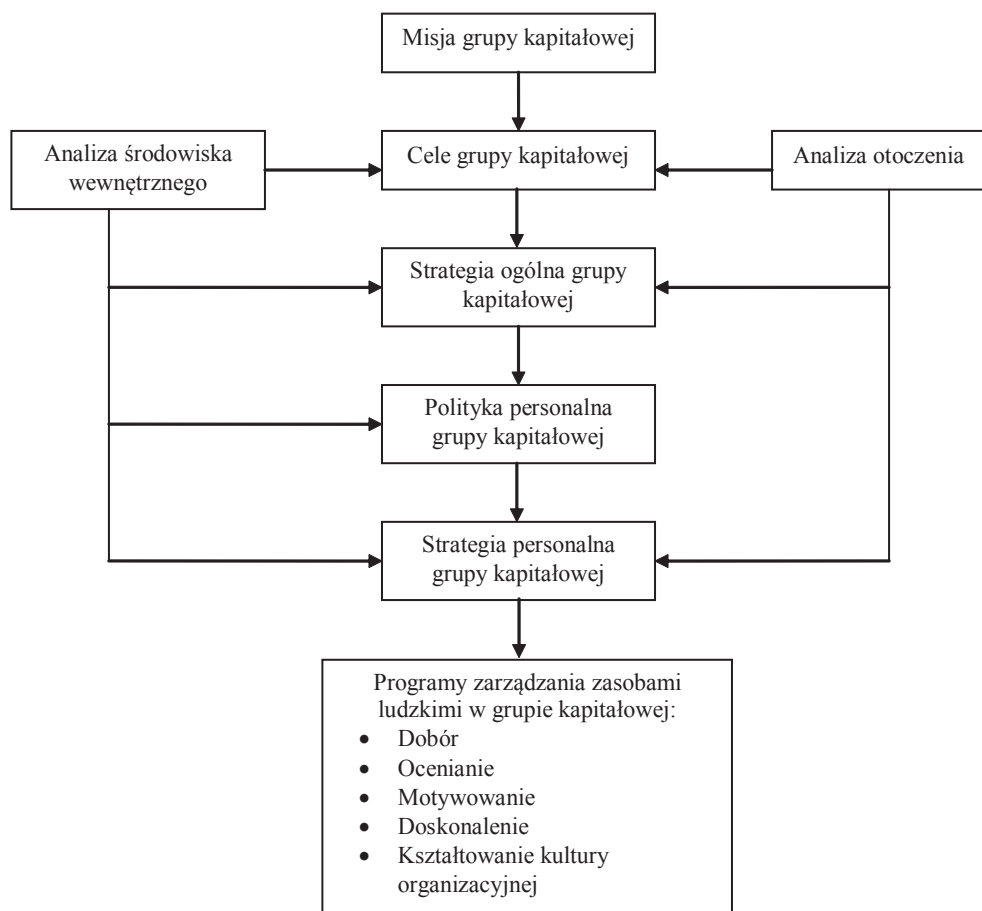 Misja grupy kapitałowej
Analiza środowiska
wewnętrznego
Cele grupy kapitałowej
Analiza otoczenia
Strategia ogólna grupy
kapitałowej
Polityka personalna
grupy kapitałowej
Strategia personalna
grupy kapitałowej
Programy zarządzania zasobami
ludzkimi w grupie kapitałowej:
• Dobór
• Ocenianie
• Motywowanie
• Doskonalenie
• Kształtowanie kultury
organizacyjnej